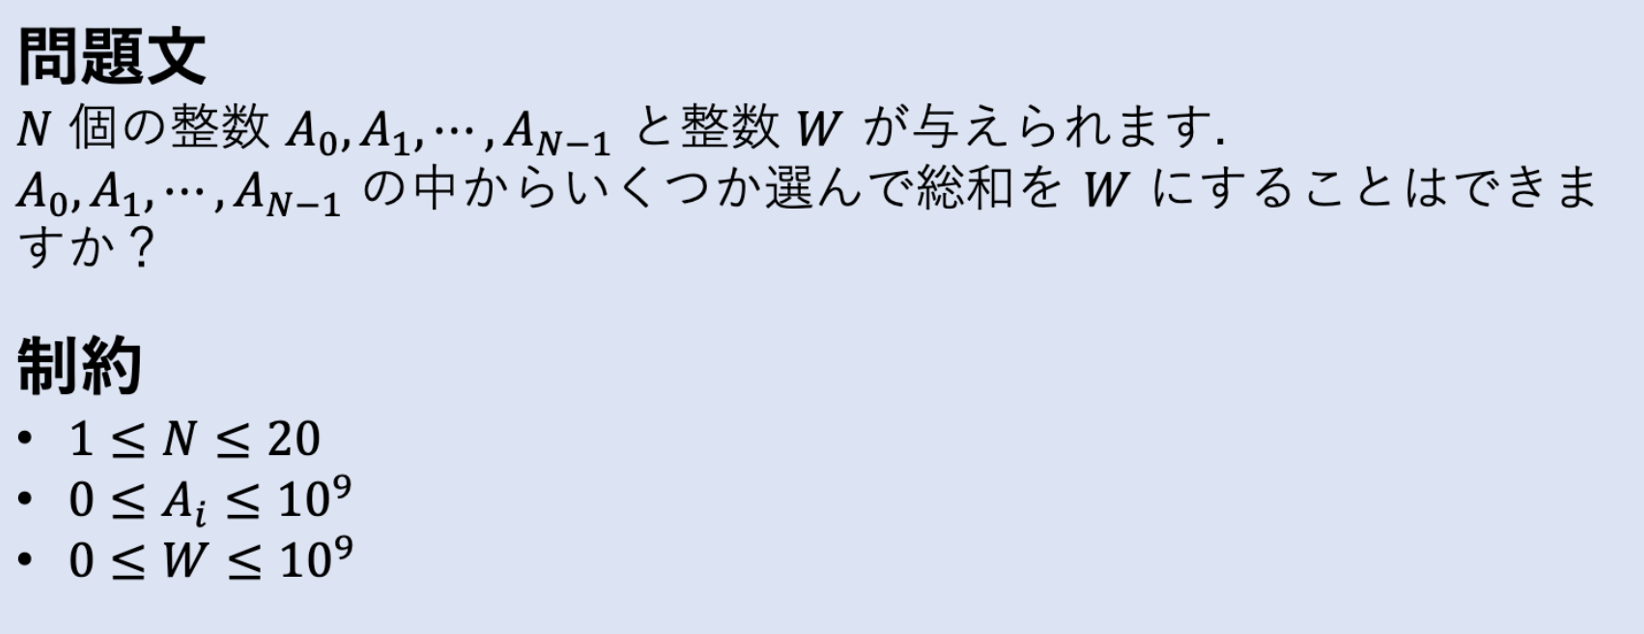 問題文
N 個の整数 A₀, A₁, ⋯ , A_{N−1} と整数 W が与えられます.
A₀, A₁, ⋯ , A_{N−1} の中からいくつか選んで総和を W にすることはできま
すか？
制約
• 1 ≤ N ≤ 20
• 0 ≤ Aᵢ ≤ 10⁹
• 0 ≤ W ≤ 10⁹